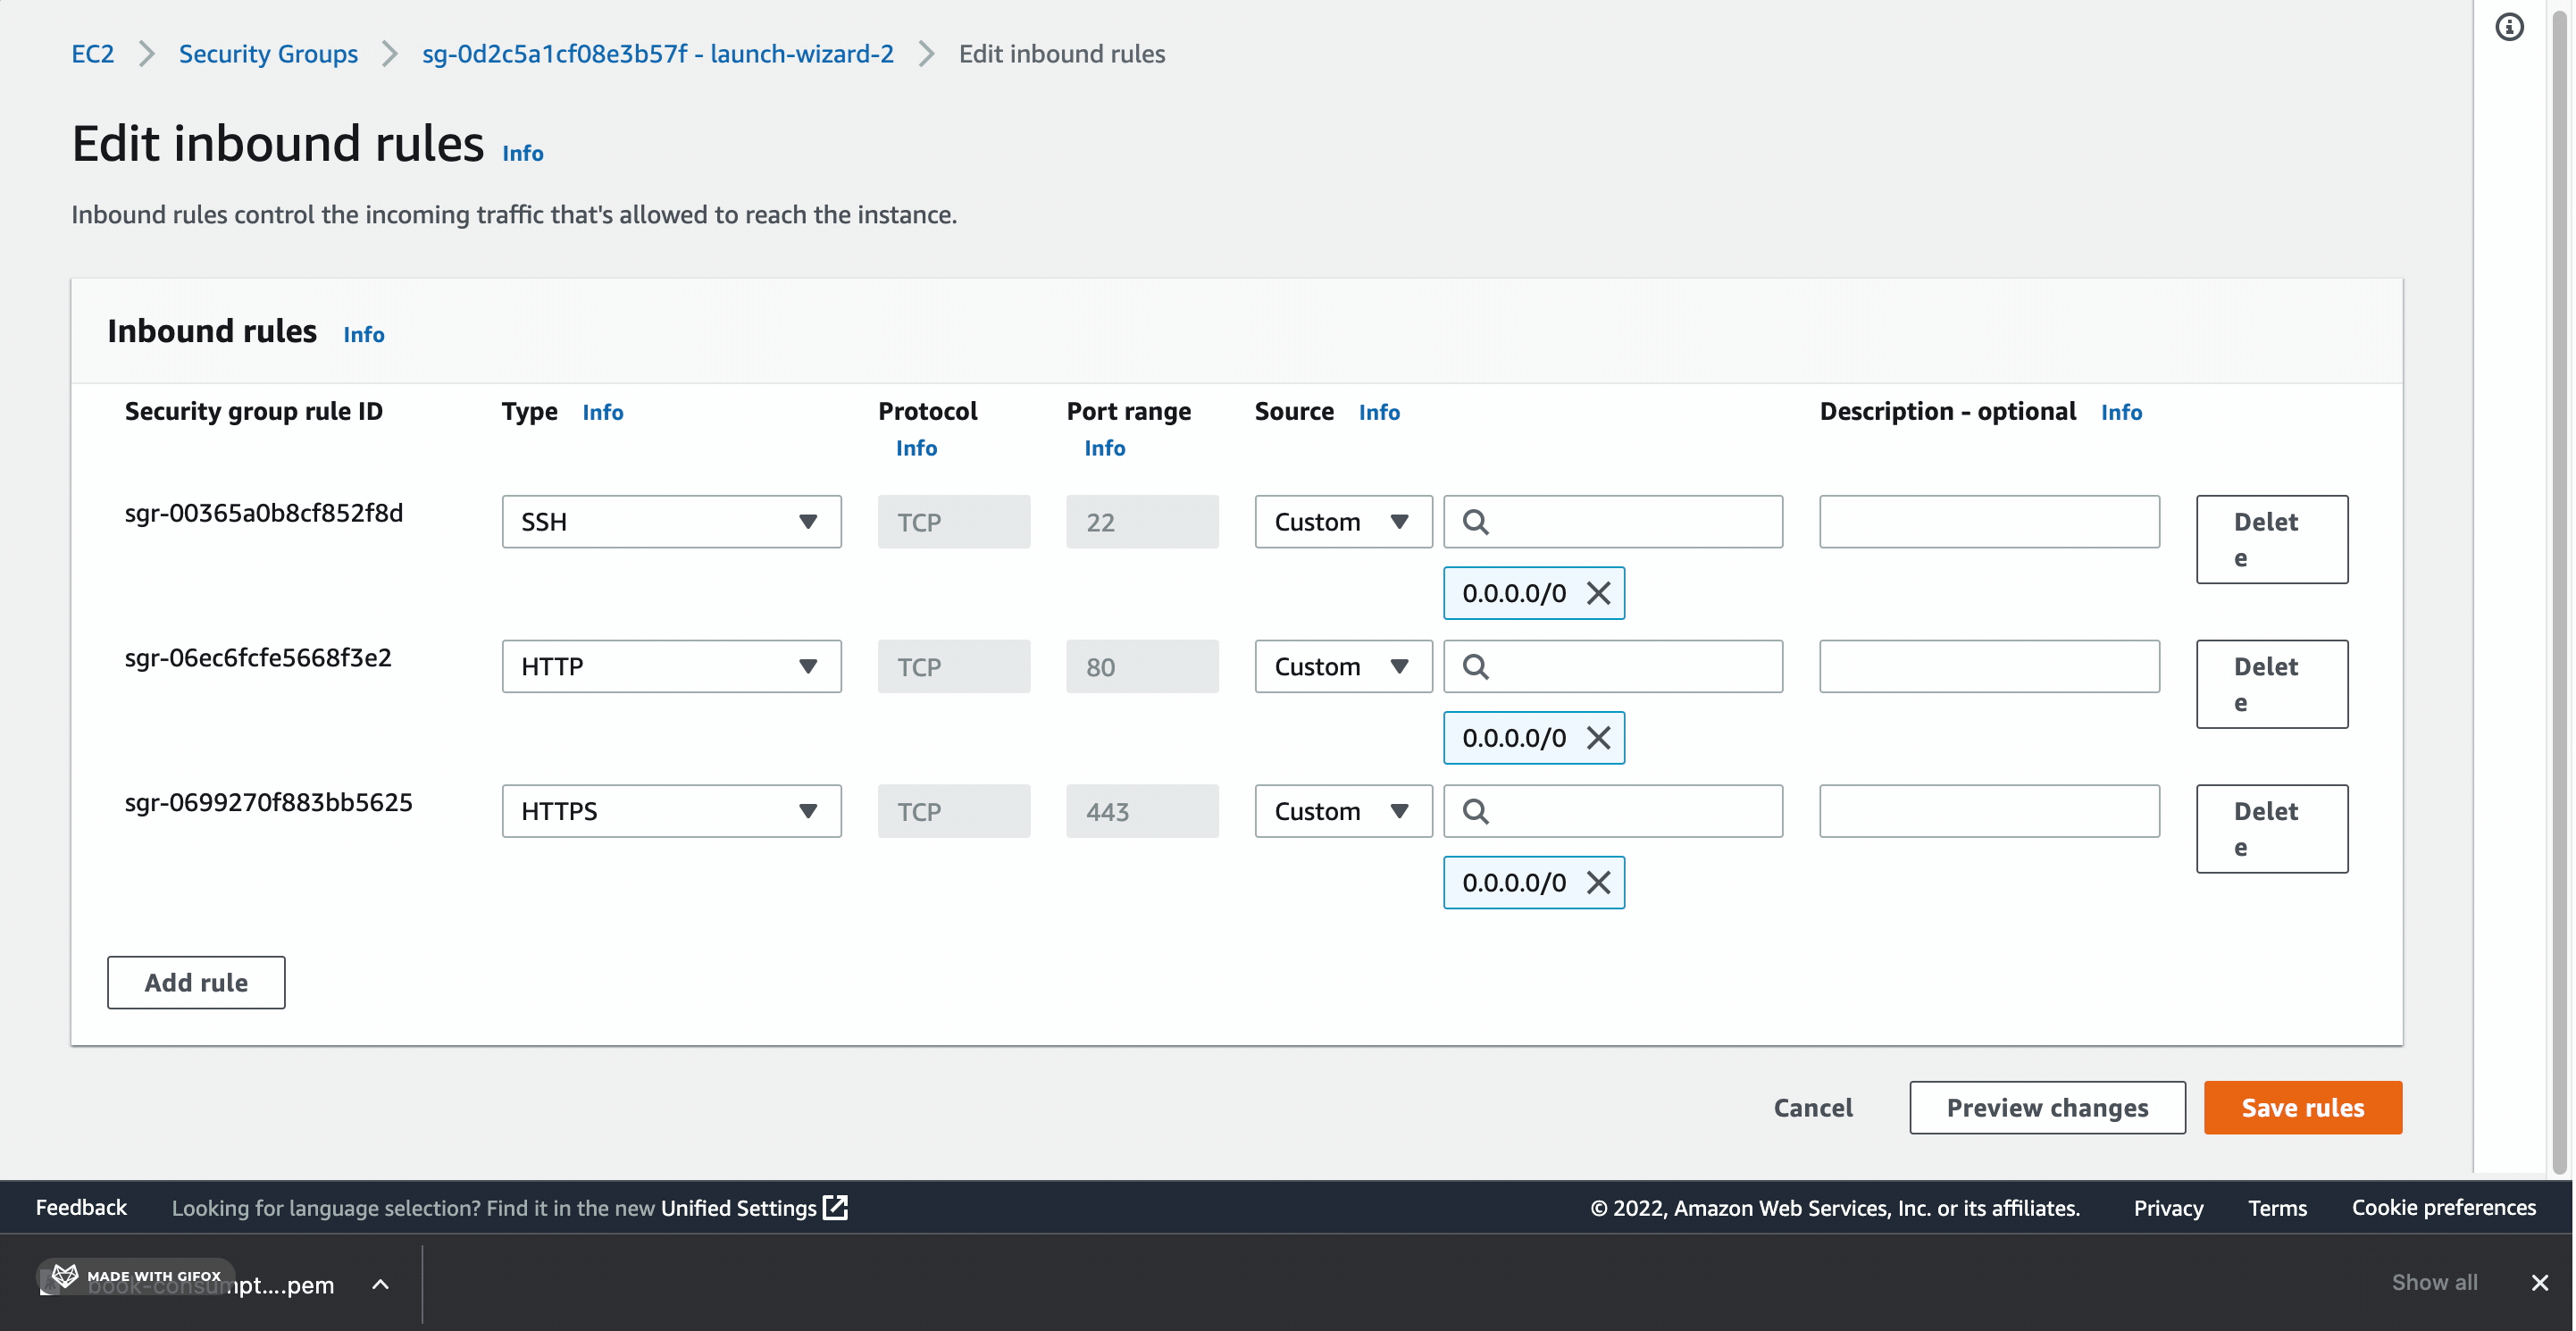 EC2 Security Groups sg-0d2c5a1cf08e3b57f - launch-wizard-2 Edit inbound rules
Edit inbound rules Info
Inbound rules control the incoming traffic that's allowed to reach the instance.
Inbound rules Info
Security group rule ID Type Info Protocol Info Port range Info Source Info Description - optional Info
sgr-00365a0b8cf852f8d SSH TCP 22 Custom Delete
0.0.0.0/0
sgr-06ec6fcfe5668f3e2 HTTP TCP 80 Custom Delete
0.0.0.0/0
sgr-0699270f883bb5625 HTTPS TCP 443 Custom Delete
0.0.0.0/0
Add rule
Cancel Preview changes Save rules
Feedback Looking for language selection? Find it in the new Unified Settings © 2022, Amazon Web Services, Inc. or its affiliates. Privacy Terms Cookie preferences
MADE WITH GIFOX
book-consumpt....pem Show all